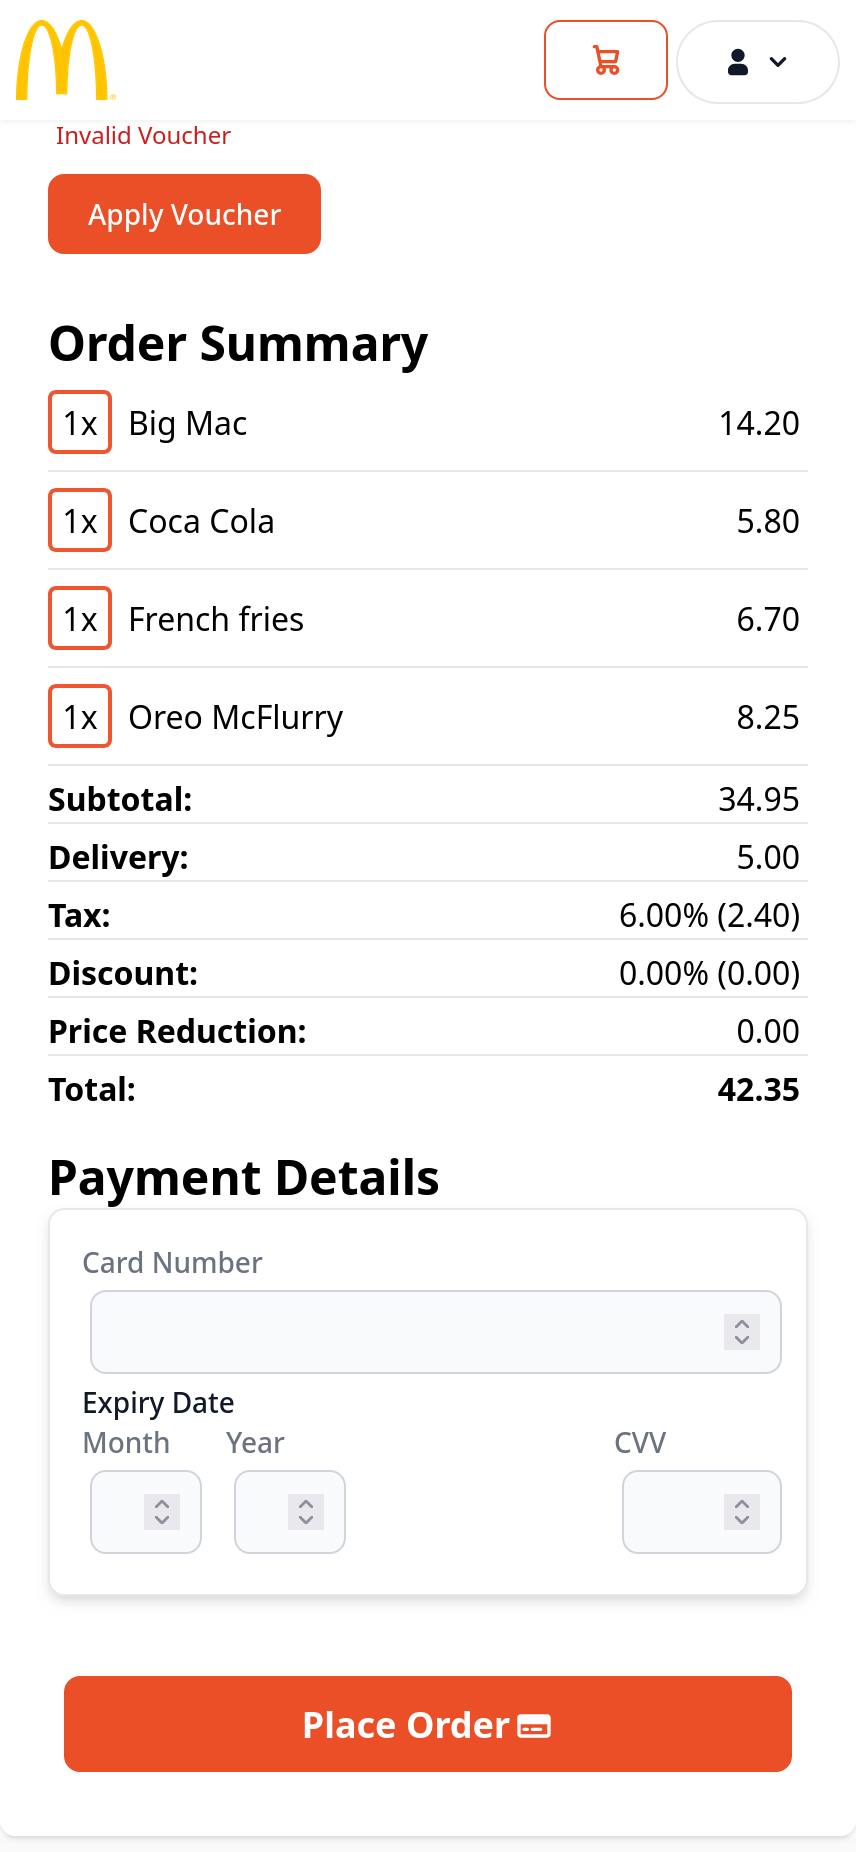 Invalid Voucher
Apply Voucher
Order Summary
1x Big Mac 14.20
1x Coca Cola 5.80
1x French fries 6.70
1x Oreo McFlurry 8.25
Subtotal: 34.95
Delivery: 5.00
Tax: 6.00% (2.40)
Discount: 0.00% (0.00)
Price Reduction: 0.00
Total: 42.35
Payment Details
Card Number
Expiry Date
Month Year CVV
Place Order